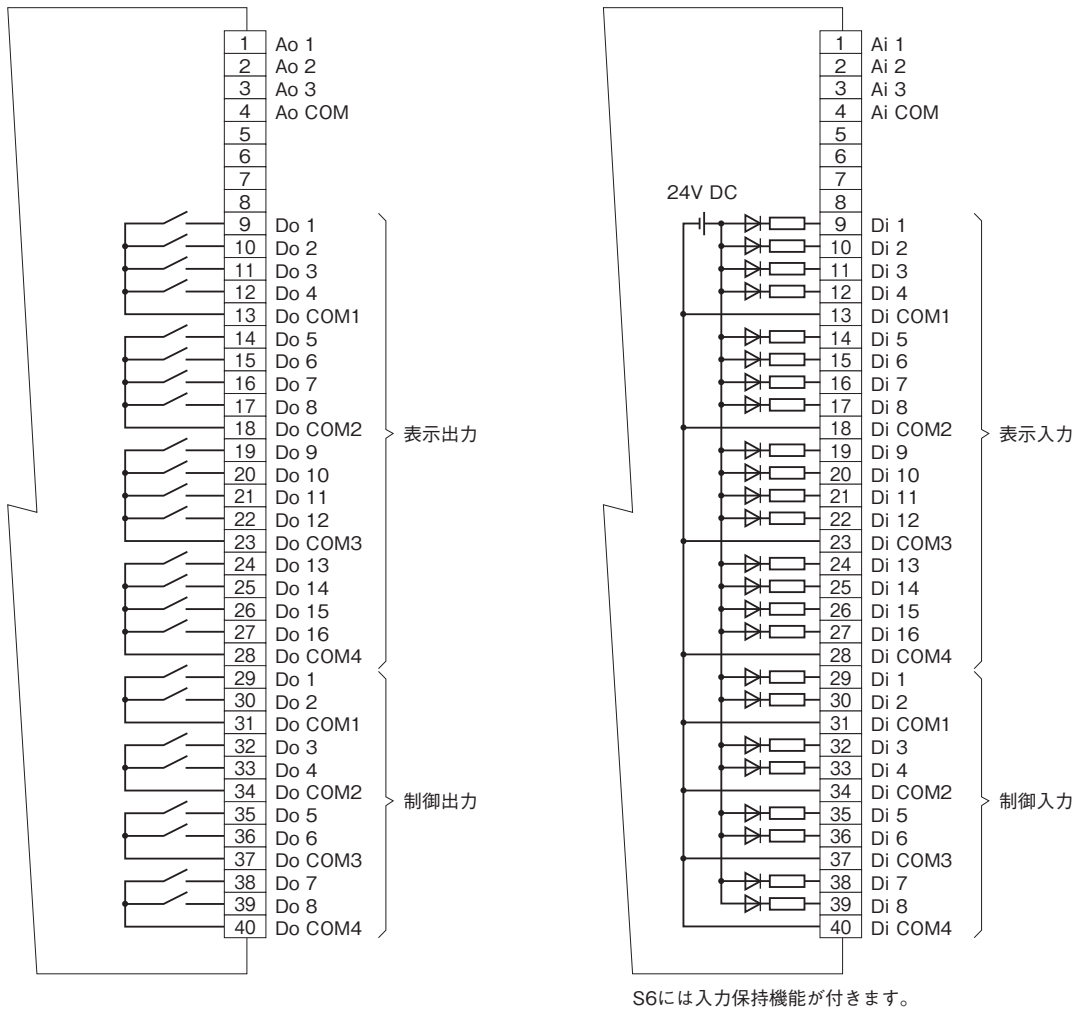 1 Ao 1
2 Ao 2
3 Ao 3
4 Ao COM
5
6
7
8
9 Do 1
10 Do 2
11 Do 3
12 Do 4
13 Do COM1
14 Do 5
15 Do 6
16 Do 7
17 Do 8
18 Do COM2
19 Do 9
20 Do 10
21 Do 11
22 Do 12
23 Do COM3
24 Do 13
25 Do 14
26 Do 15
27 Do 16
28 Do COM4
表示出力
29 Do 1
30 Do 2
31 Do COM1
32 Do 3
33 Do 4
34 Do COM2
35 Do 5
36 Do 6
37 Do COM3
38 Do 7
39 Do 8
40 Do COM4
制御出力
1 Ai 1
2 Ai 2
3 Ai 3
4 Ai COM
5
6
7
8
24V DC
9 Di 1
10 Di 2
11 Di 3
12 Di 4
13 Di COM1
14 Di 5
15 Di 6
16 Di 7
17 Di 8
18 Di COM2
19 Di 9
20 Di 10
21 Di 11
22 Di 12
23 Di COM3
24 Di 13
25 Di 14
26 Di 15
27 Di 16
28 Di COM4
表示入力
29 Di 1
30 Di 2
31 Di COM1
32 Di 3
33 Di 4
34 Di COM2
35 Di 5
36 Di 6
37 Di COM3
38 Di 7
39 Di 8
40 Di COM4
制御入力
S6には入力保持機能が付きます。